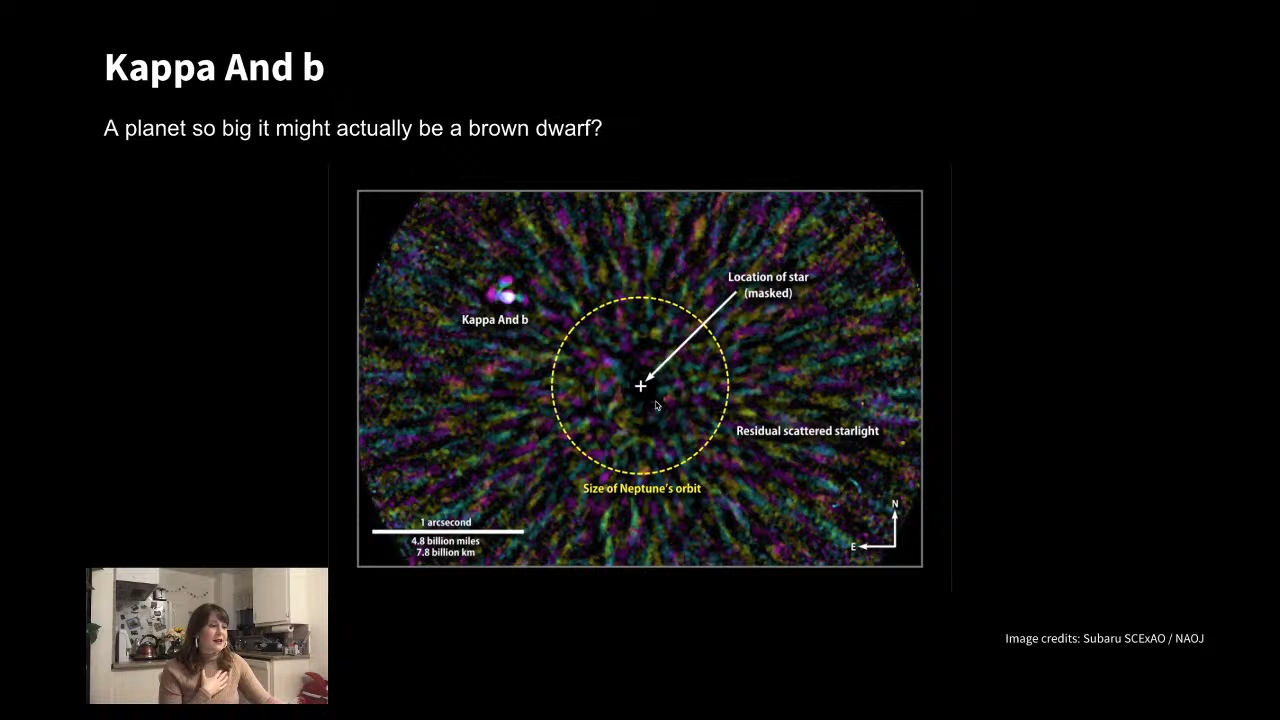 Kappa And b
A planet so big it might actually be a brown dwarf?
Location of star
(masked)
Kappa And b
Residual scattered starlight
Size of Neptune's orbit
N
1 arcsecond
4.8 billion miles
7.8 billion km
E
Image credits: Subaru SCExAO / NAOJ